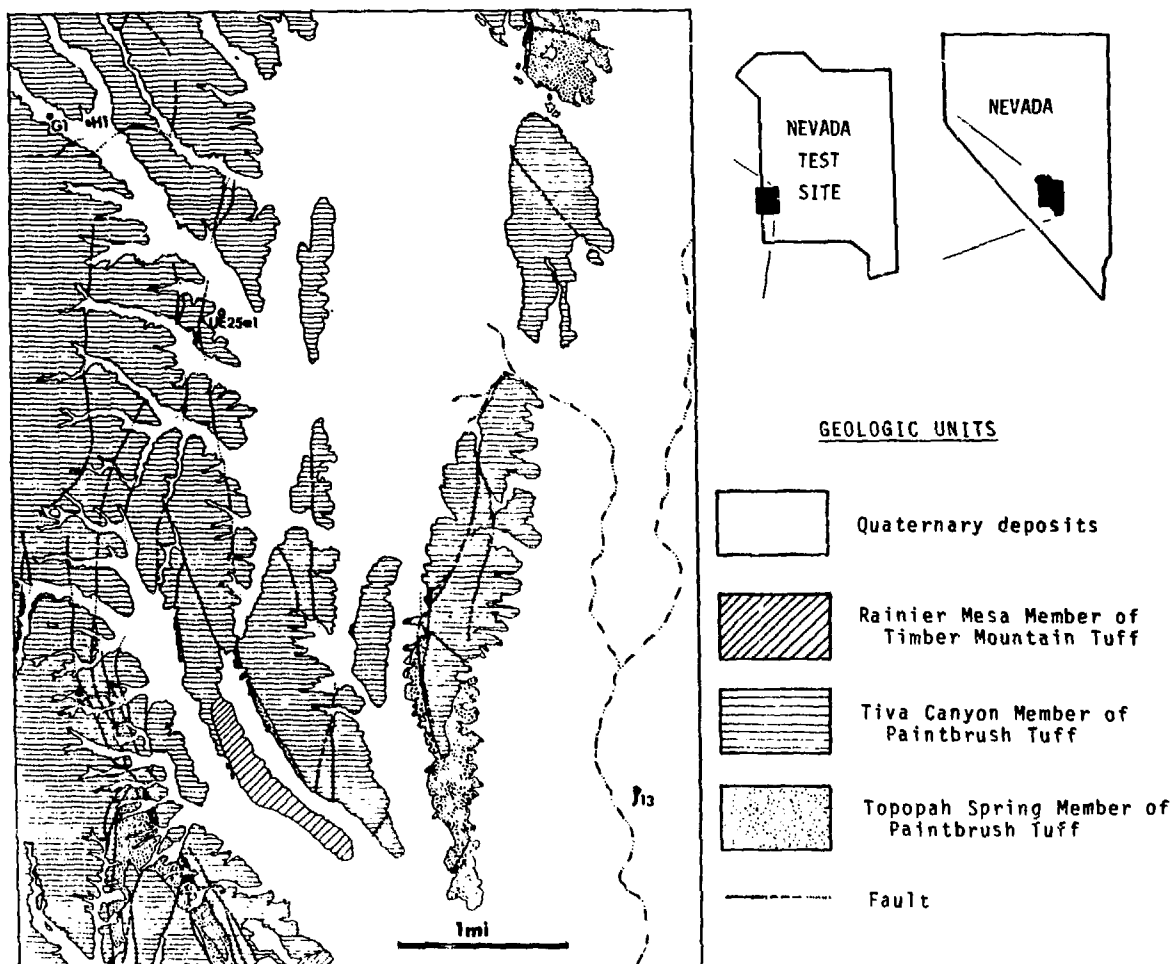 G1
H1
UE25a1
J13
1mi
NEVADA
TEST
SITE
NEVADA
GEOLOGIC UNITS
Quaternary deposits
Rainier Mesa Member of
Timber Mountain Tuff
Tiva Canyon Member of
Paintbrush Tuff
Topopah Spring Member of
Paintbrush Tuff
Fault